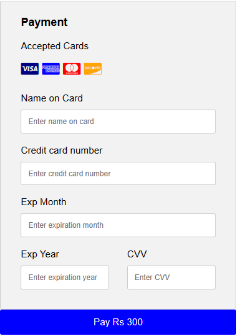 Payment
Accepted Cards
VISA
Name on Card
Enter name on card
Credit card number
Enter credit card number
Exp Month
Enter expiration month
Exp Year CVV
Enter expiration year Enter CVV
Pay Rs 300